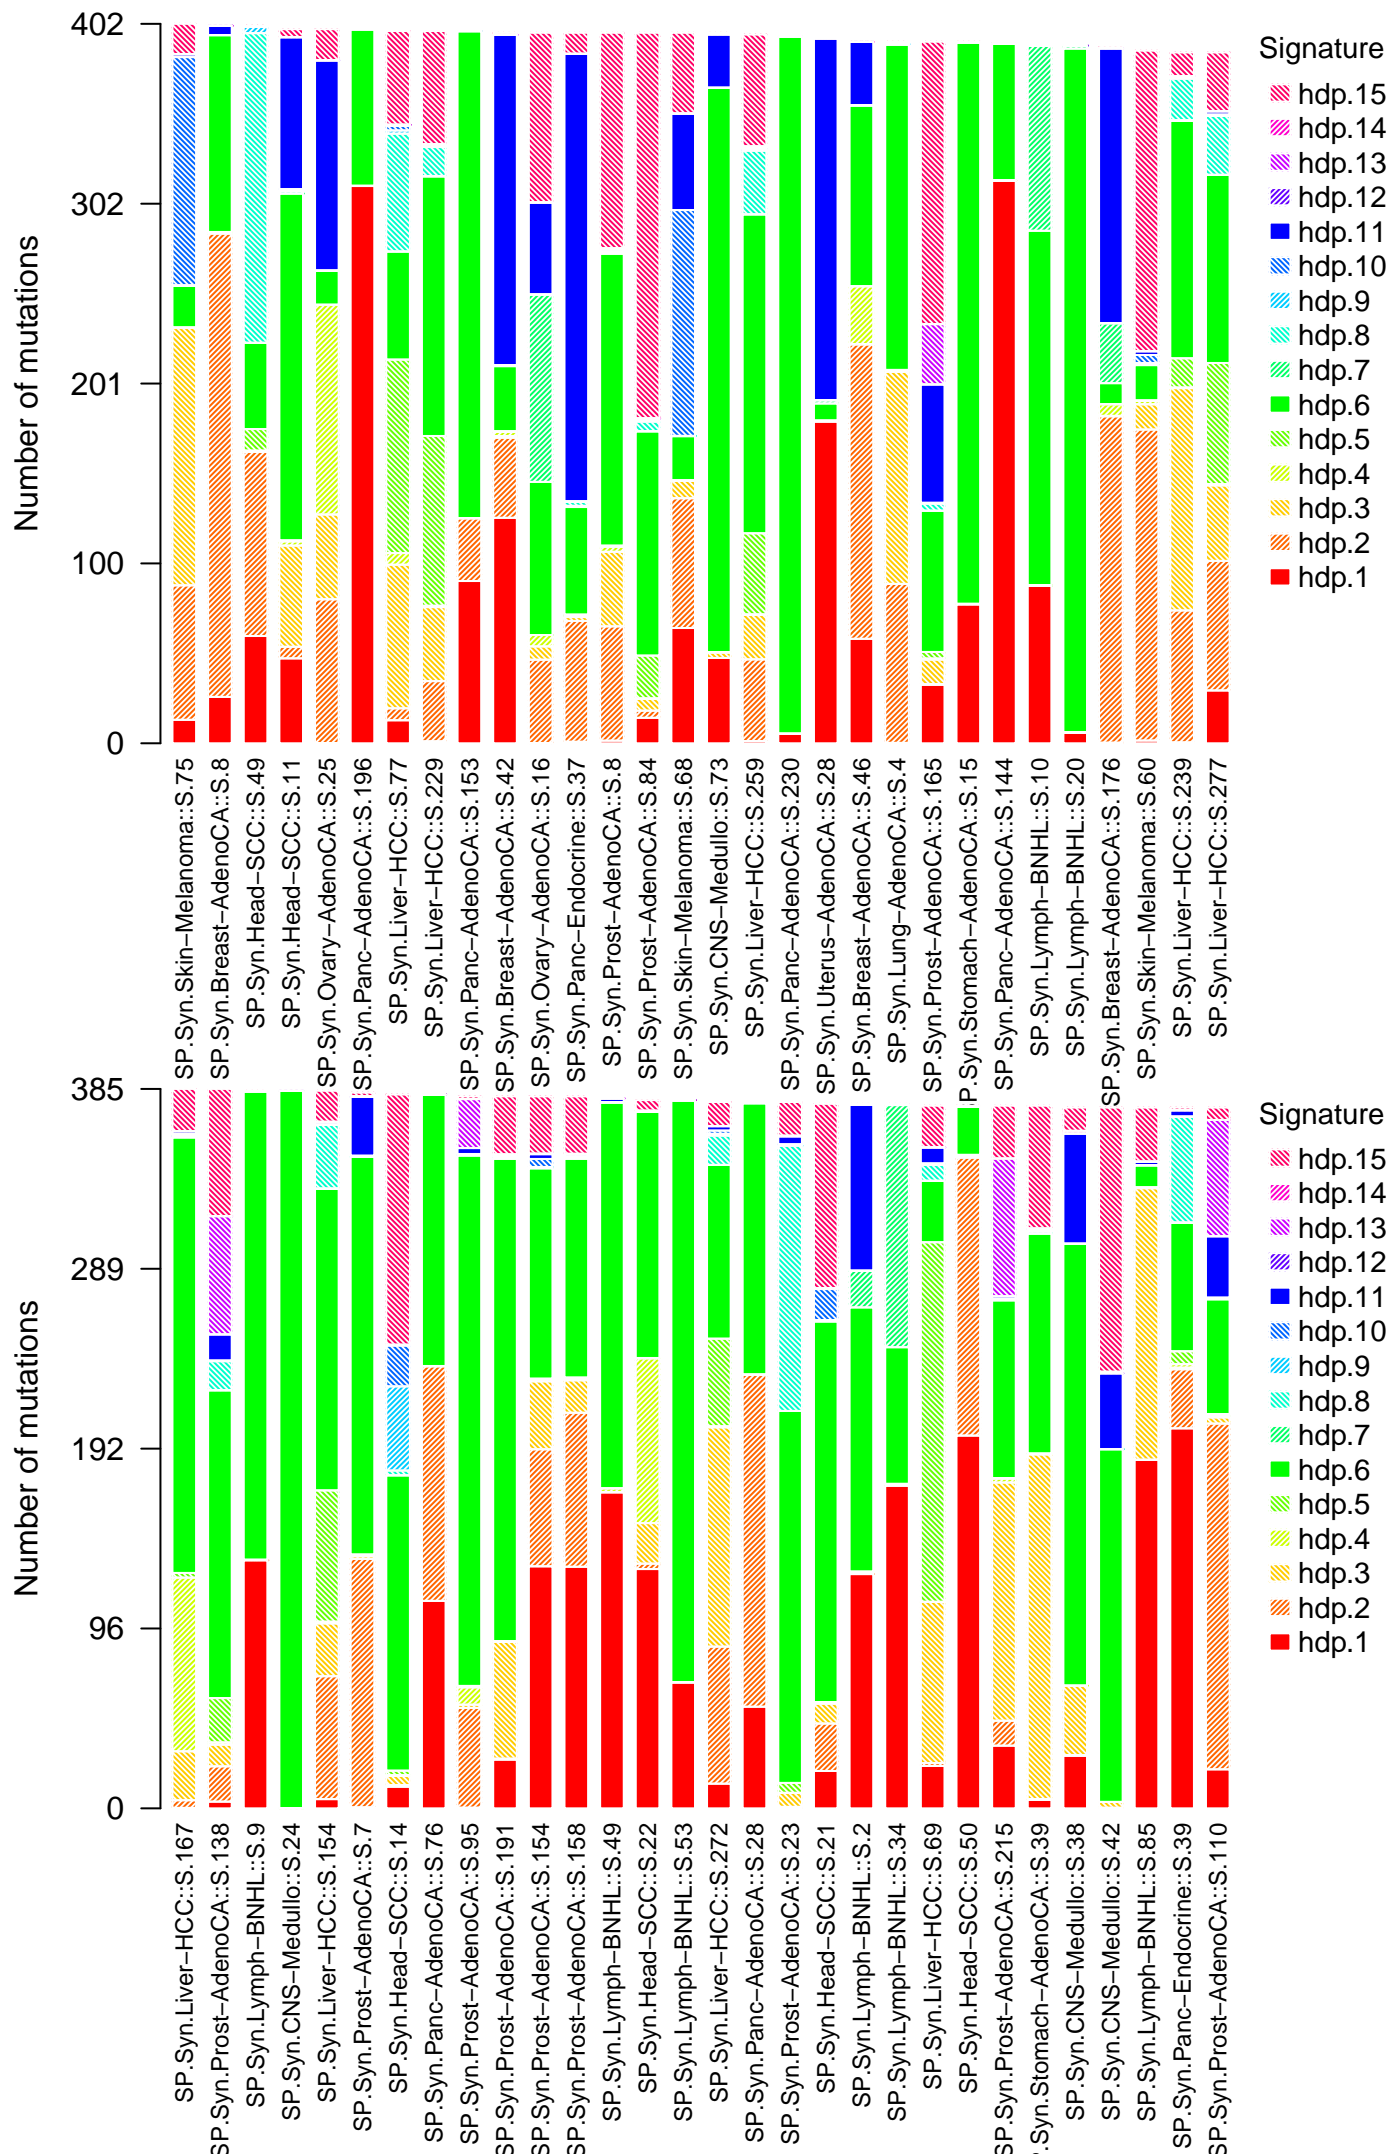 Number of mutations
402
302
201
100
0
Signature
hdp.15
hdp.14
hdp.13
hdp.12
hdp.11
hdp.10
hdp.9
hdp.8
hdp.7
hdp.6
hdp.5
hdp.4
hdp.3
hdp.2
hdp.1
SP.Syn.Skin−Melanoma::S.75
SP.Syn.Breast−AdenoCA::S.8
SP.Syn.Head−SCC::S.49
SP.Syn.Head−SCC::S.11
SP.Syn.Ovary−AdenoCA::S.25
SP.Syn.Panc−AdenoCA::S.196
SP.Syn.Liver−HCC::S.77
SP.Syn.Liver−HCC::S.229
SP.Syn.Panc−AdenoCA::S.153
SP.Syn.Breast−AdenoCA::S.42
SP.Syn.Ovary−AdenoCA::S.16
SP.Syn.Panc−Endocrine::S.37
SP.Syn.Prost−AdenoCA::S.8
SP.Syn.Prost−AdenoCA::S.84
SP.Syn.Skin−Melanoma::S.68
SP.Syn.CNS−Medullo::S.73
SP.Syn.Liver−HCC::S.259
SP.Syn.Panc−AdenoCA::S.230
SP.Syn.Uterus−AdenoCA::S.28
SP.Syn.Breast−AdenoCA::S.46
SP.Syn.Lung−AdenoCA::S.4
SP.Syn.Prost−AdenoCA::S.165
P.Syn.Stomach−AdenoCA::S.15
SP.Syn.Panc−AdenoCA::S.144
SP.Syn.Lymph−BNHL::S.10
SP.Syn.Lymph−BNHL::S.20
SP.Syn.Breast−AdenoCA::S.176
SP.Syn.Skin−Melanoma::S.60
SP.Syn.Liver−HCC::S.239
SP.Syn.Liver−HCC::S.277
Number of mutations
385
289
192
96
0
Signature
hdp.15
hdp.14
hdp.13
hdp.12
hdp.11
hdp.10
hdp.9
hdp.8
hdp.7
hdp.6
hdp.5
hdp.4
hdp.3
hdp.2
hdp.1
SP.Syn.Liver−HCC::S.167
SP.Syn.Prost−AdenoCA::S.138
SP.Syn.Lymph−BNHL::S.9
SP.Syn.CNS−Medullo::S.24
SP.Syn.Liver−HCC::S.154
SP.Syn.Prost−AdenoCA::S.7
SP.Syn.Head−SCC::S.14
SP.Syn.Panc−AdenoCA::S.76
SP.Syn.Prost−AdenoCA::S.95
SP.Syn.Prost−AdenoCA::S.191
SP.Syn.Prost−AdenoCA::S.154
SP.Syn.Prost−AdenoCA::S.158
SP.Syn.Lymph−BNHL::S.49
SP.Syn.Head−SCC::S.22
SP.Syn.Lymph−BNHL::S.53
SP.Syn.Liver−HCC::S.272
SP.Syn.Panc−AdenoCA::S.28
SP.Syn.Prost−AdenoCA::S.23
SP.Syn.Head−SCC::S.21
SP.Syn.Lymph−BNHL::S.2
SP.Syn.Lymph−BNHL::S.34
SP.Syn.Liver−HCC::S.69
SP.Syn.Head−SCC::S.50
SP.Syn.Prost−AdenoCA::S.215
.Syn.Stomach−AdenoCA::S.39
SP.Syn.CNS−Medullo::S.38
SP.Syn.CNS−Medullo::S.42
SP.Syn.Lymph−BNHL::S.85
SP.Syn.Panc−Endocrine::S.39
SP.Syn.Prost−AdenoCA::S.110